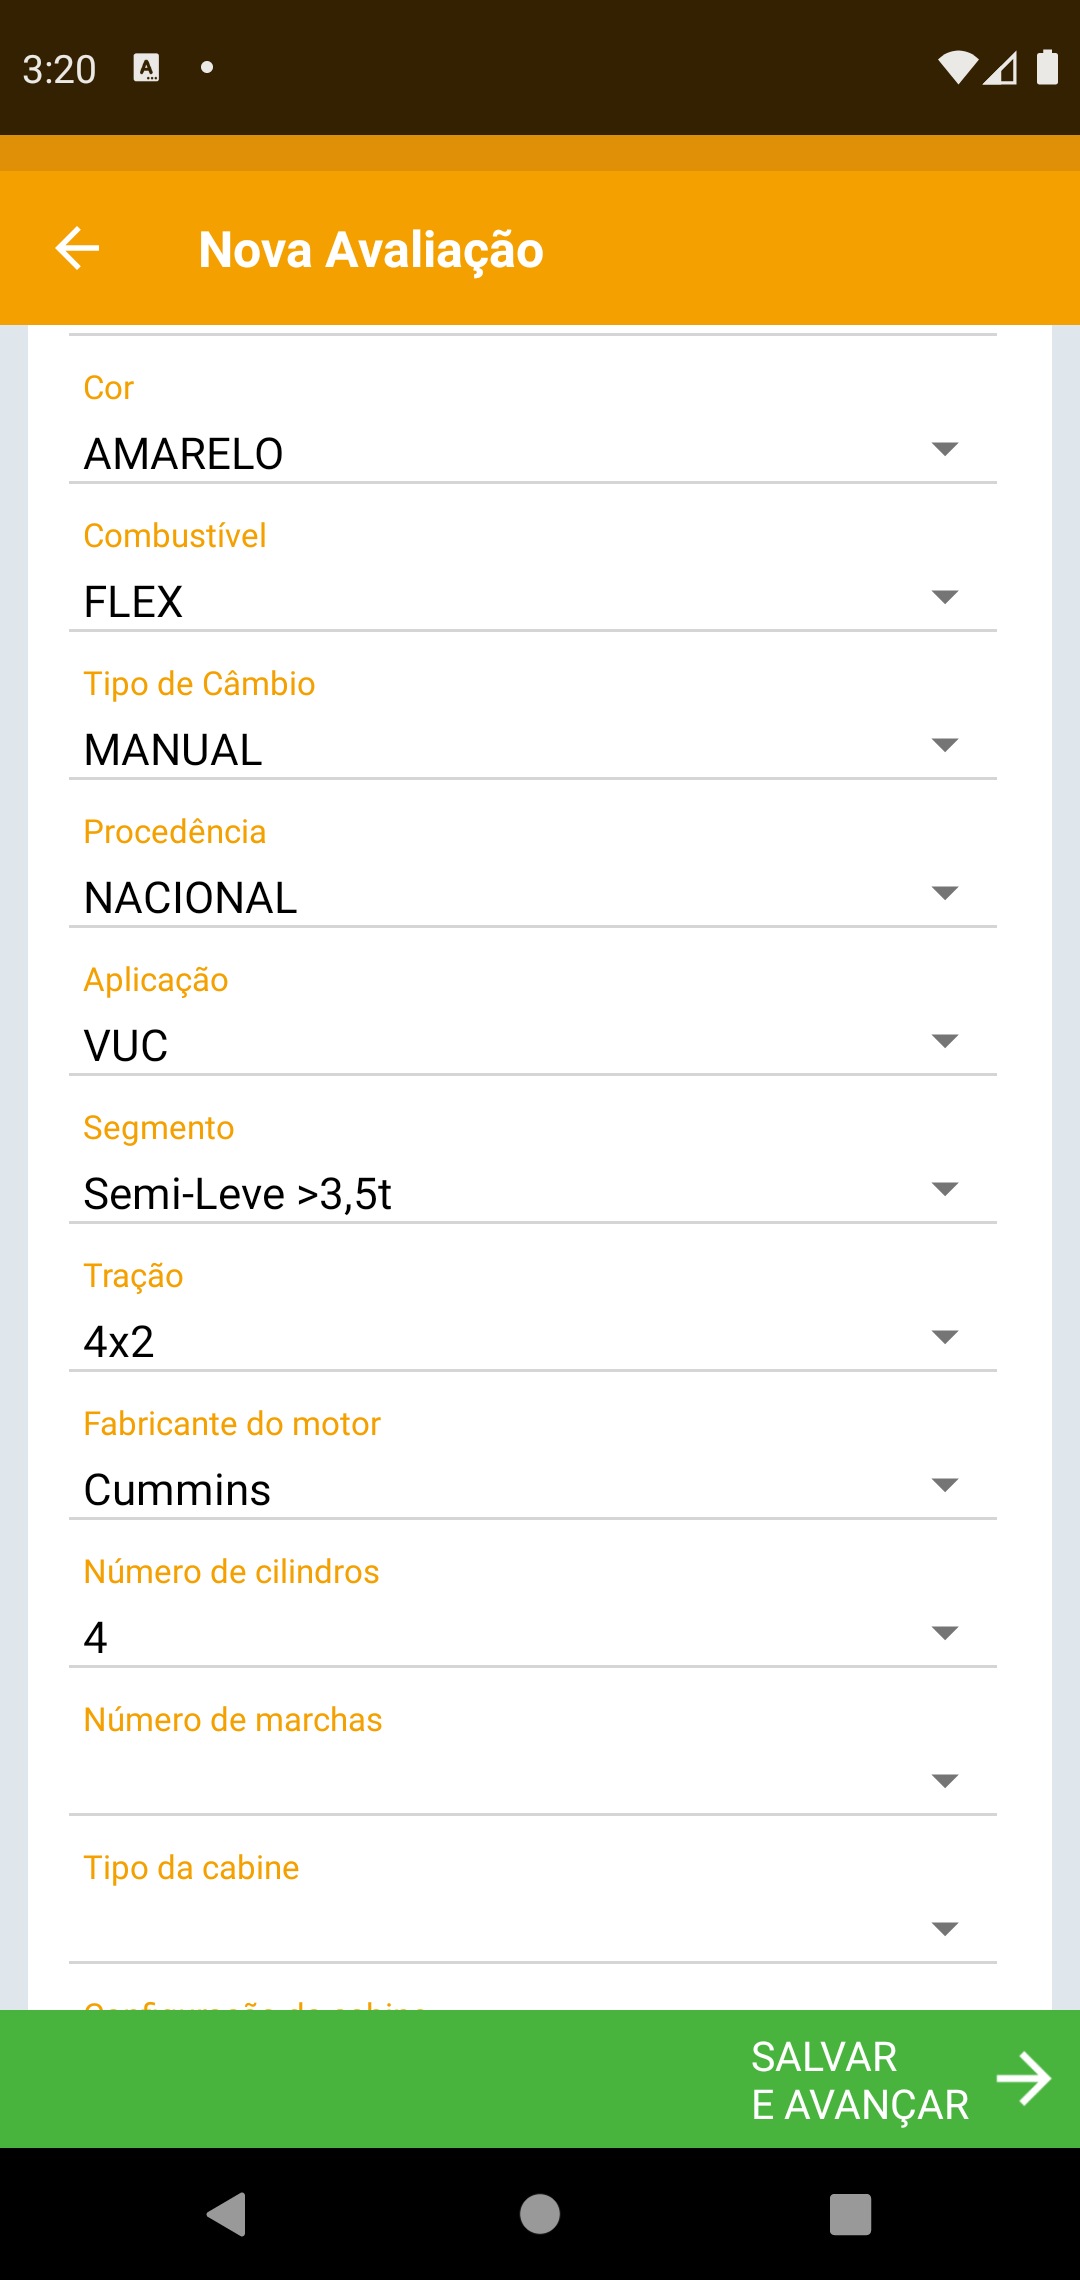 3:20
Nova Avaliação
Cor
AMARELO
Combustível
FLEX
Tipo de Câmbio
MANUAL
Procedência
NACIONAL
Aplicação
VUC
Segmento
Semi-Leve >3,5t
Tração
4x2
Fabricante do motor
Cummins
Número de cilindros
4
Número de marchas
Tipo da cabine
SALVAR
E AVANÇAR